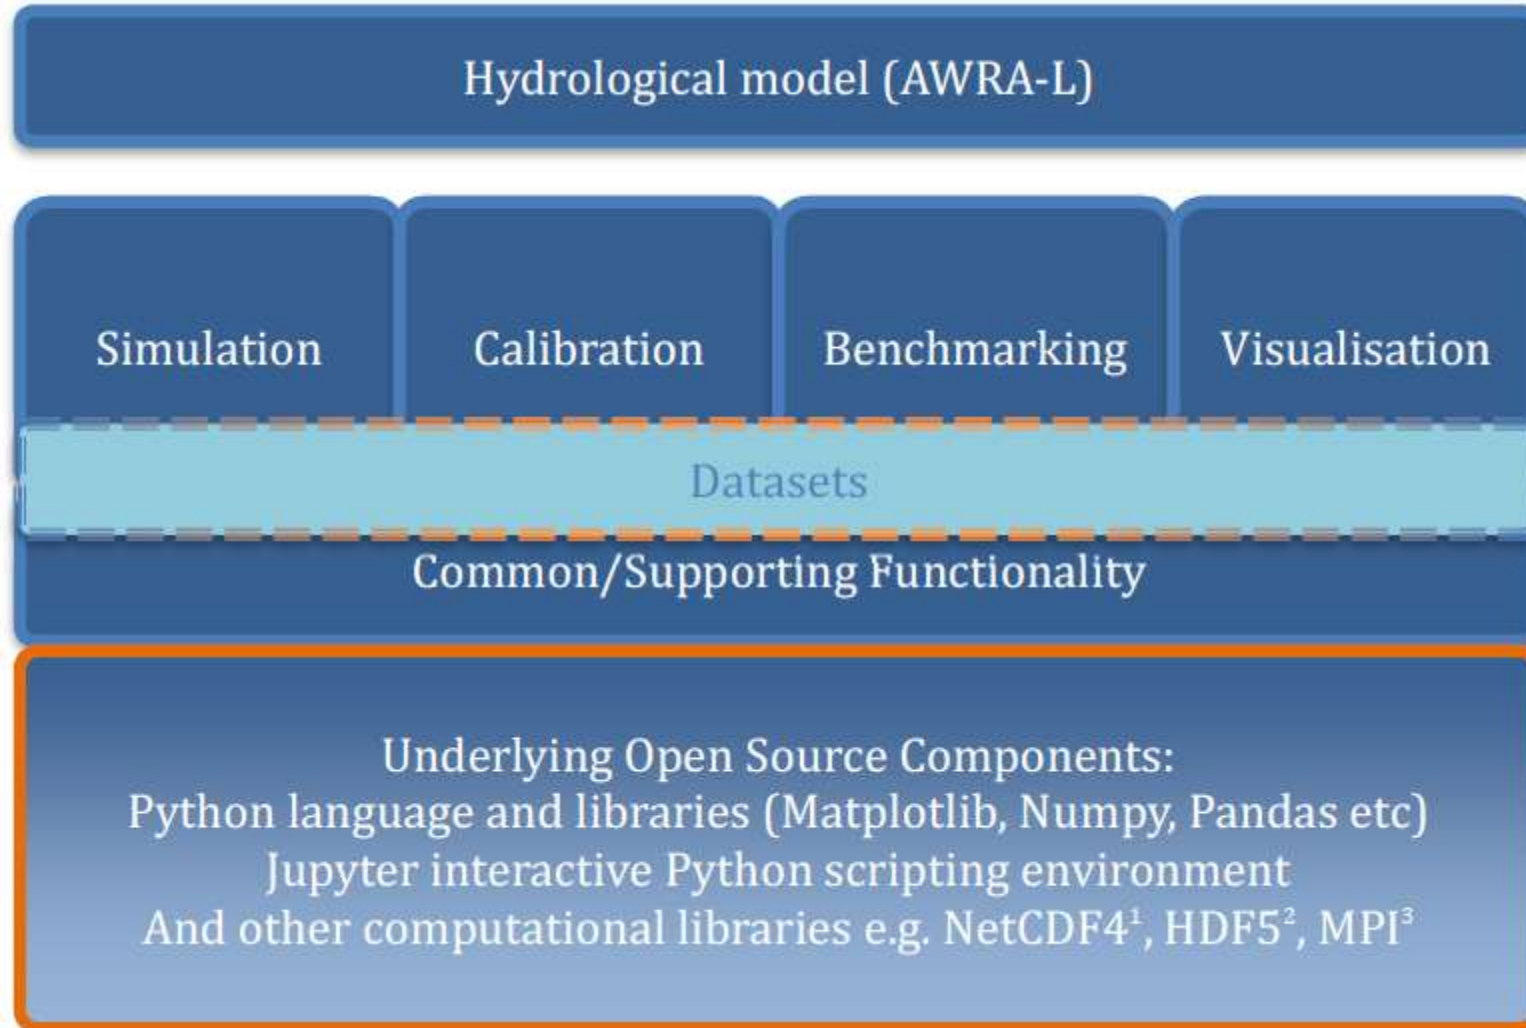 Hydrological model (AWRA-L)
Simulation
Calibration
Benchmarking
Visualisation
Datasets
Common/Supporting Functionality
Underlying Open Source Components:
Python language and libraries (Matplotlib, Numpy, Pandas etc)
Jupyter interactive Python scripting environment
And other computational libraries e.g. NetCDF4¹, HDF5², MPI³